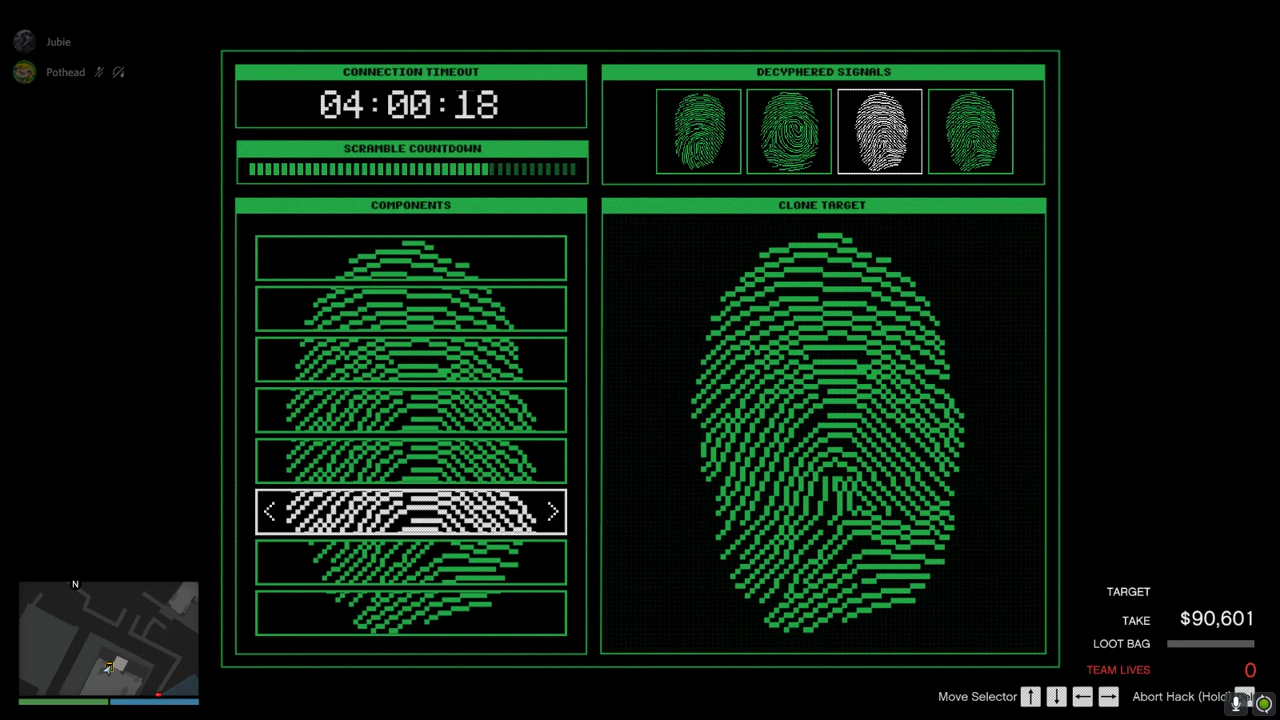 Jubie
Pothead
CONNECTION TIMEOUT
04:00:18
SCRAMBLE COUNTDOWN
DECYPHERED SIGNALS
COMPONENTS
CLONE TARGET
N
TARGET
TAKE $90,601
LOOT BAG
TEAM LIVES 0
Move Selector ↑ ↓ ← → Abort Hack (Hold)